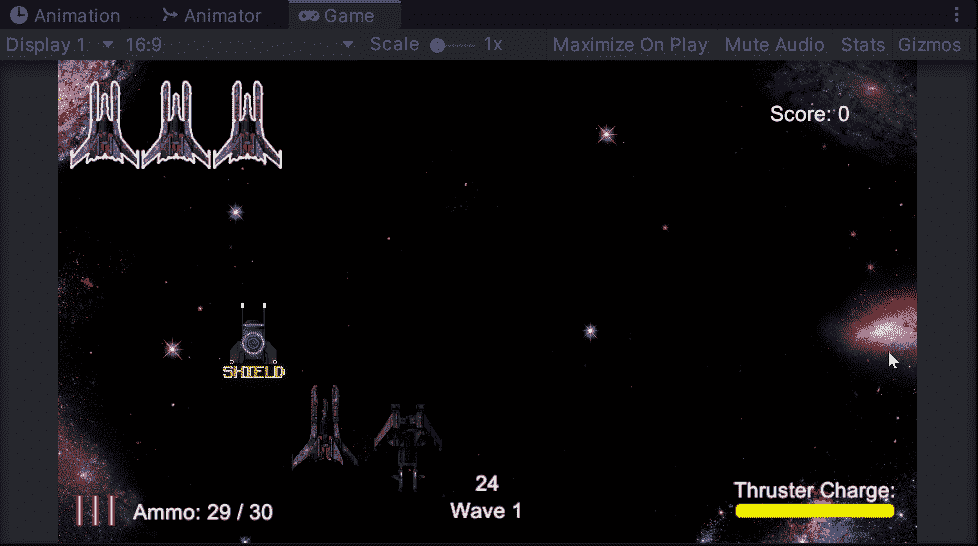 Animation Animator Game
Display 1 16:9 Scale 1x Maximize On Play Mute Audio Stats Gizmos
Score: 0
SHIELD
24
Wave 1
Thruster Charge:
Ammo: 29 / 30